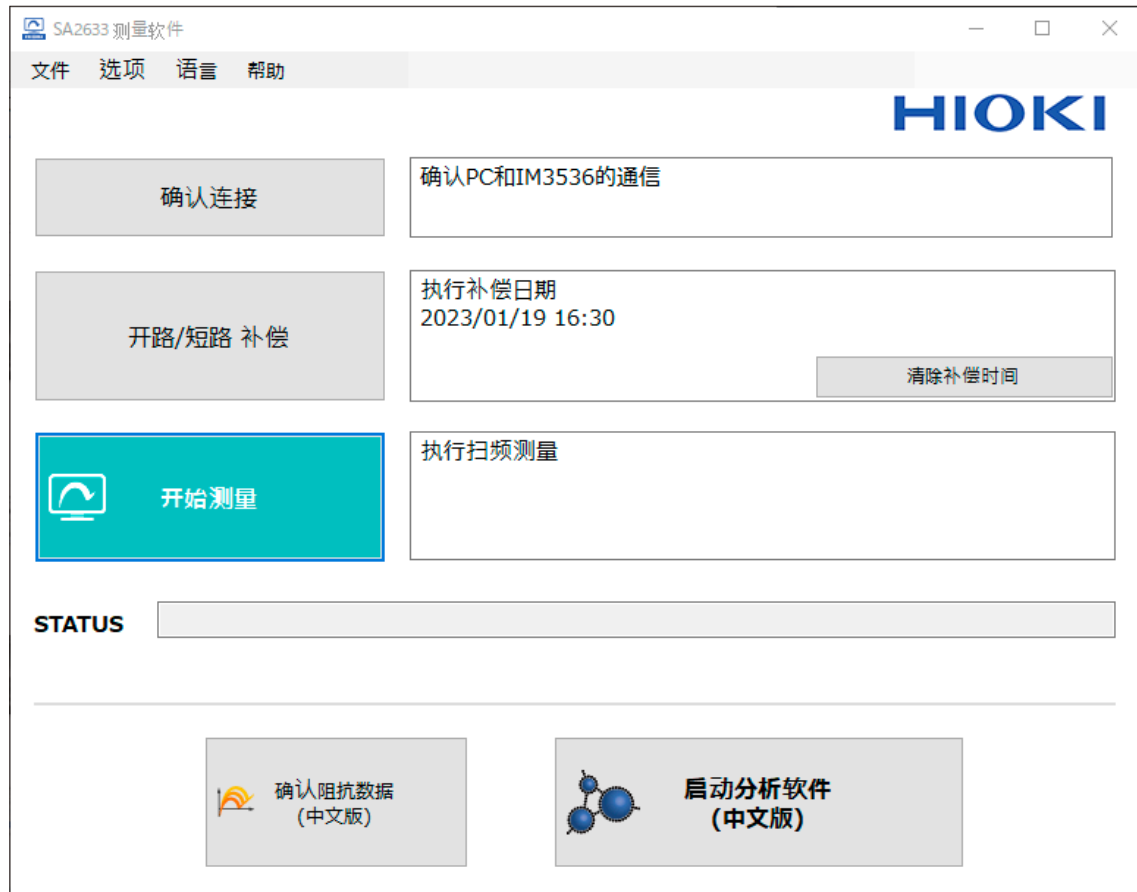 SA2633 测量软件
文件 选项 语言 帮助
HIOKI
确认连接
确认PC和IM3536的通信
开路/短路 补偿
执行补偿日期
2023/01/19 16:30
清除补偿时间
开始测量
执行扫频测量
STATUS
确认阻抗数据
(中文版)
启动分析软件
(中文版)